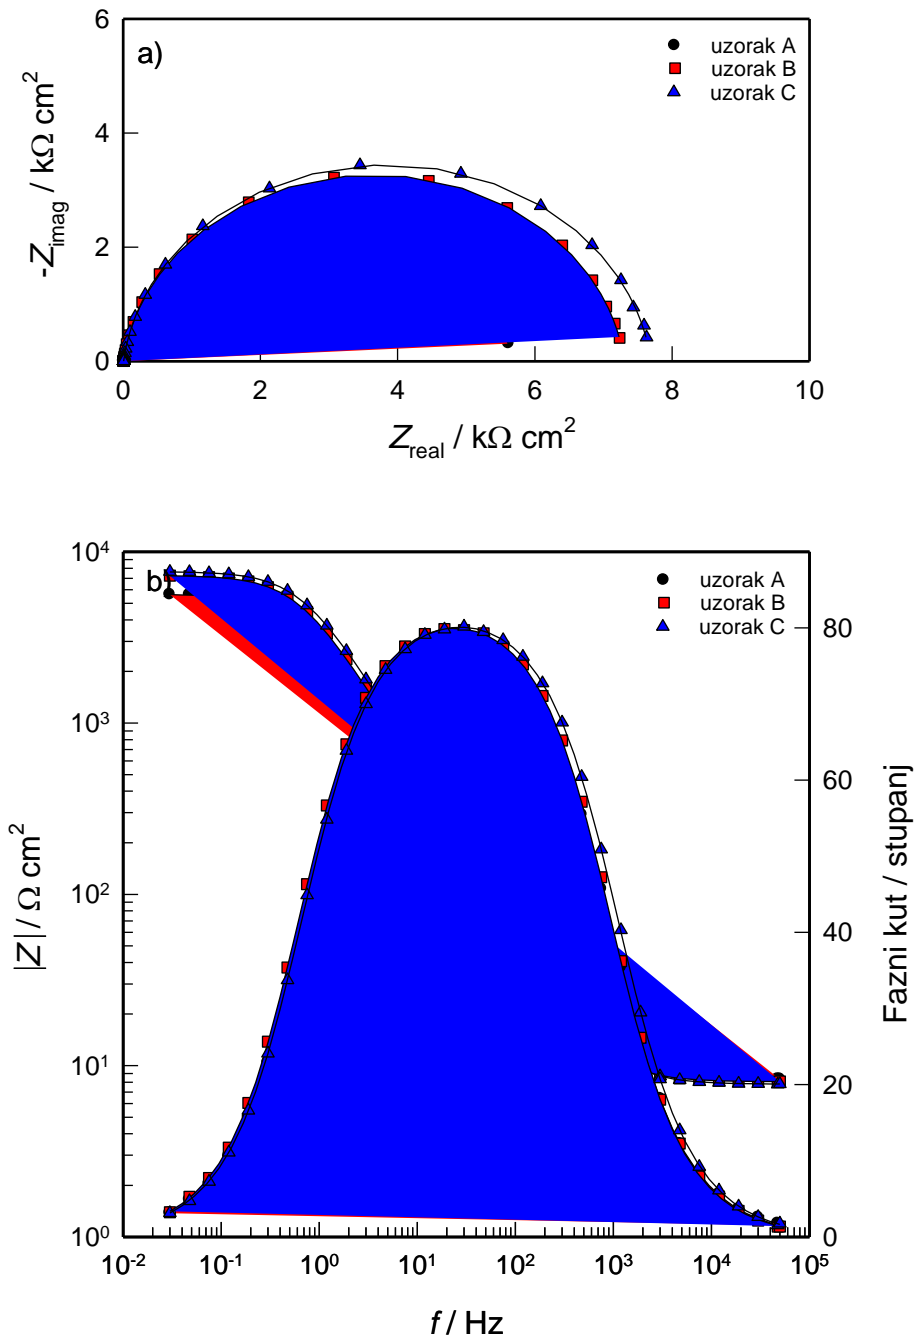 6
a)
uzorak A
uzorak B
uzorak C
4
2
0
-Zimag / kΩ cm²
0 2 4 6 8 10
Zreal / kΩ cm²
10⁴
b)
uzorak A
uzorak B
uzorak C
80
10³
60
|Z| / Ω cm²
Fazni kut / stupanj
10²
40
10¹
20
10⁰
0
10⁻² 10⁻¹ 10⁰ 10¹ 10² 10³ 10⁴ 10⁵
f / Hz